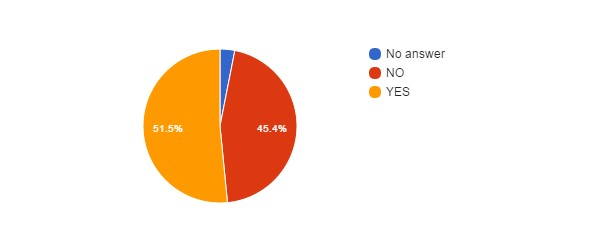 No answer
NO
YES
51.5%
45.4%